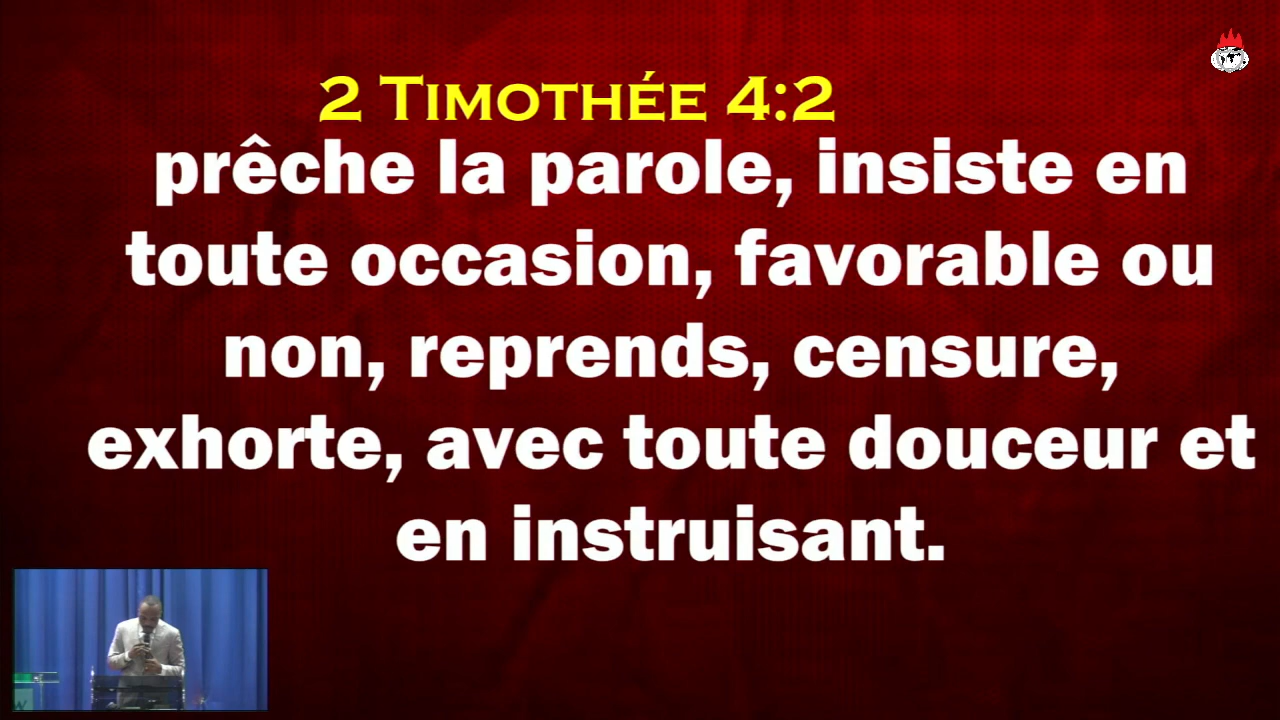 2 TIMOTHÉE 4:2
prêche la parole, insiste en
toute occasion, favorable ou
non, reprends, censure,
exhorte, avec toute douceur et
en instruisant.